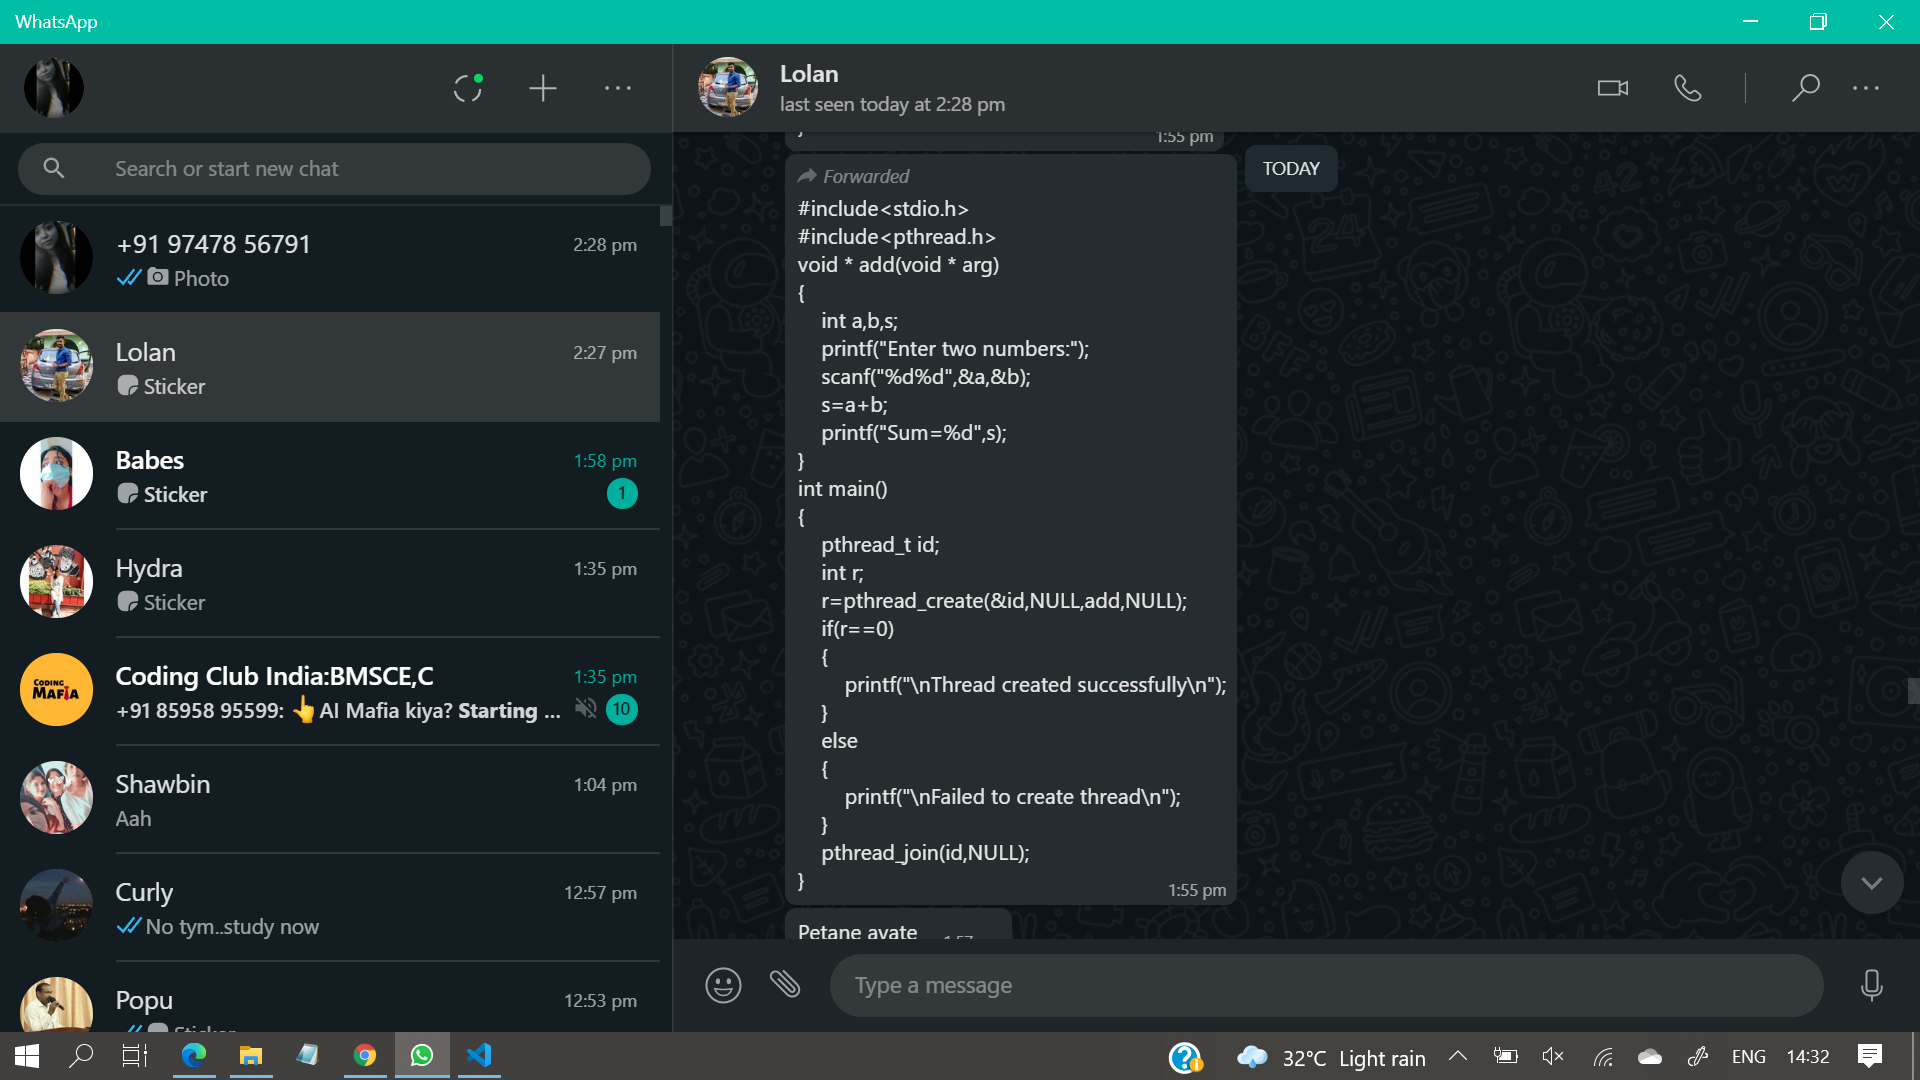 WhatsApp
Search or start new chat
+91 97478 56791
2:28 pm
Photo
Lolan
2:27 pm
Sticker
Babes
1:58 pm
Sticker
1
Hydra
1:35 pm
Sticker
Coding Club India:BMSCE,C
1:35 pm
+91 85958 95599: 👆AI Mafia kiya? Starting ...
10
CODING
MAFIA
Shawbin
1:04 pm
Aah
Curly
12:57 pm
No tym..study now
Popu
12:53 pm
Sticker
Lolan
last seen today at 2:28 pm
}
1:55 pm
TODAY
Forwarded
#include<stdio.h>
#include<pthread.h>
void * add(void * arg)
{
    int a,b,s;
    printf("Enter two numbers:");
    scanf("%d%d",&a,&b);
    s=a+b;
    printf("Sum=%d",s);
}
int main()
{
    pthread_t id;
    int r;
    r=pthread_create(&id,NULL,add,NULL);
    if(r==0)
    {
        printf("\nThread created successfully\n");
    }
    else
    {
        printf("\nFailed to create thread\n");
    }
    pthread_join(id,NULL);
}
1:55 pm
Petane ayate
1:57
Type a message
32°C Light rain
ENG
14:32